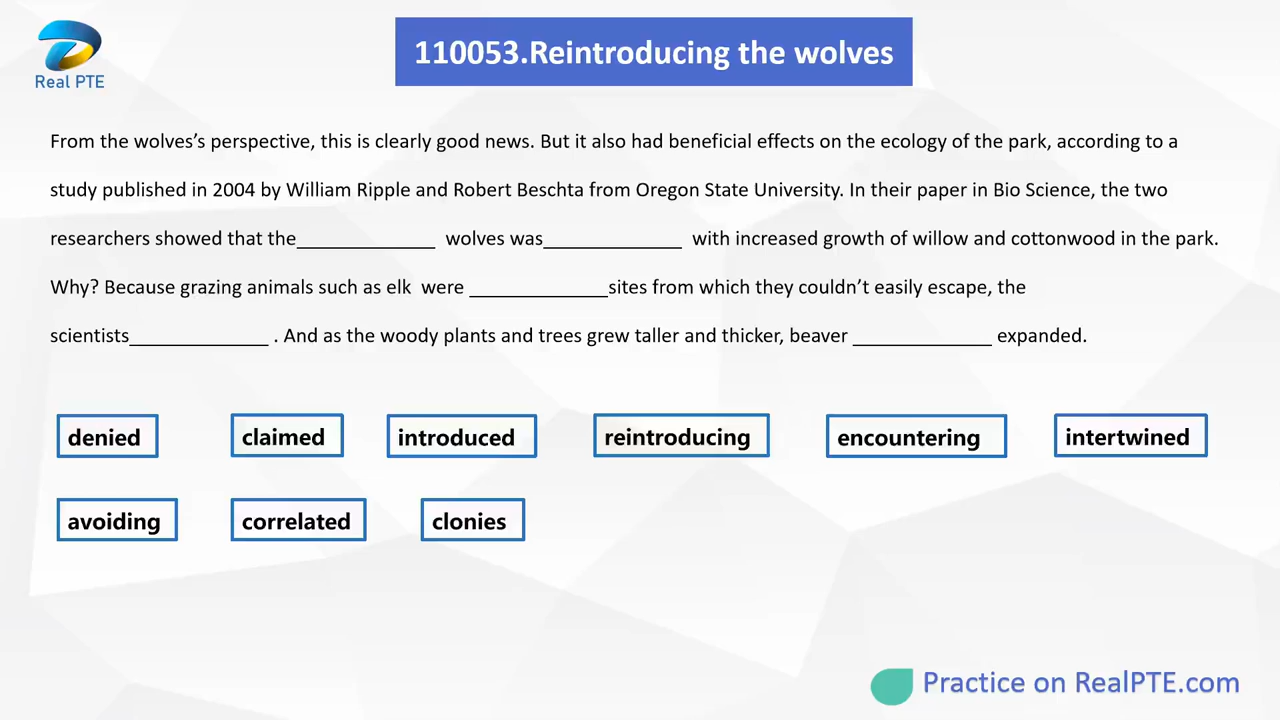 110053.Reintroducing the wolves
Real PTE
From the wolves’s perspective, this is clearly good news. But it also had beneficial effects on the ecology of the park, according to a
study published in 2004 by William Ripple and Robert Beschta from Oregon State University. In their paper in Bio Science, the two
researchers showed that the_____________ wolves was_____________ with increased growth of willow and cottonwood in the park.
Why? Because grazing animals such as elk were _____________sites from which they couldn’t easily escape, the
scientists_____________ . And as the woody plants and trees grew taller and thicker, beaver _____________ expanded.
denied claimed introduced reintroducing encountering intertwined
avoiding correlated clonies
Practice on RealPTE.com